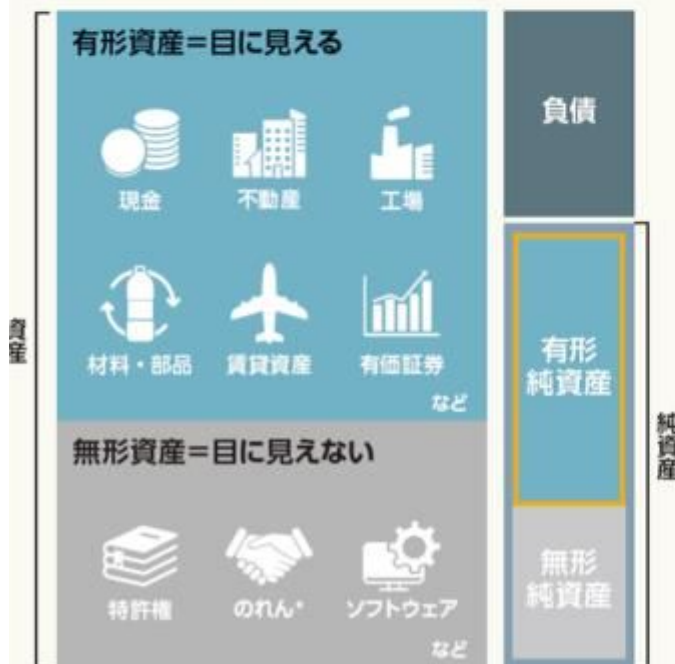 資産
有形資産=目に見える
現金
不動産
工場
材料・部品
賃貸資産
有価証券
など
無形資産=目に見えない
特許権
のれん*
ソフトウェア
など
負債
有形
純資産
無形
純資産
純資産